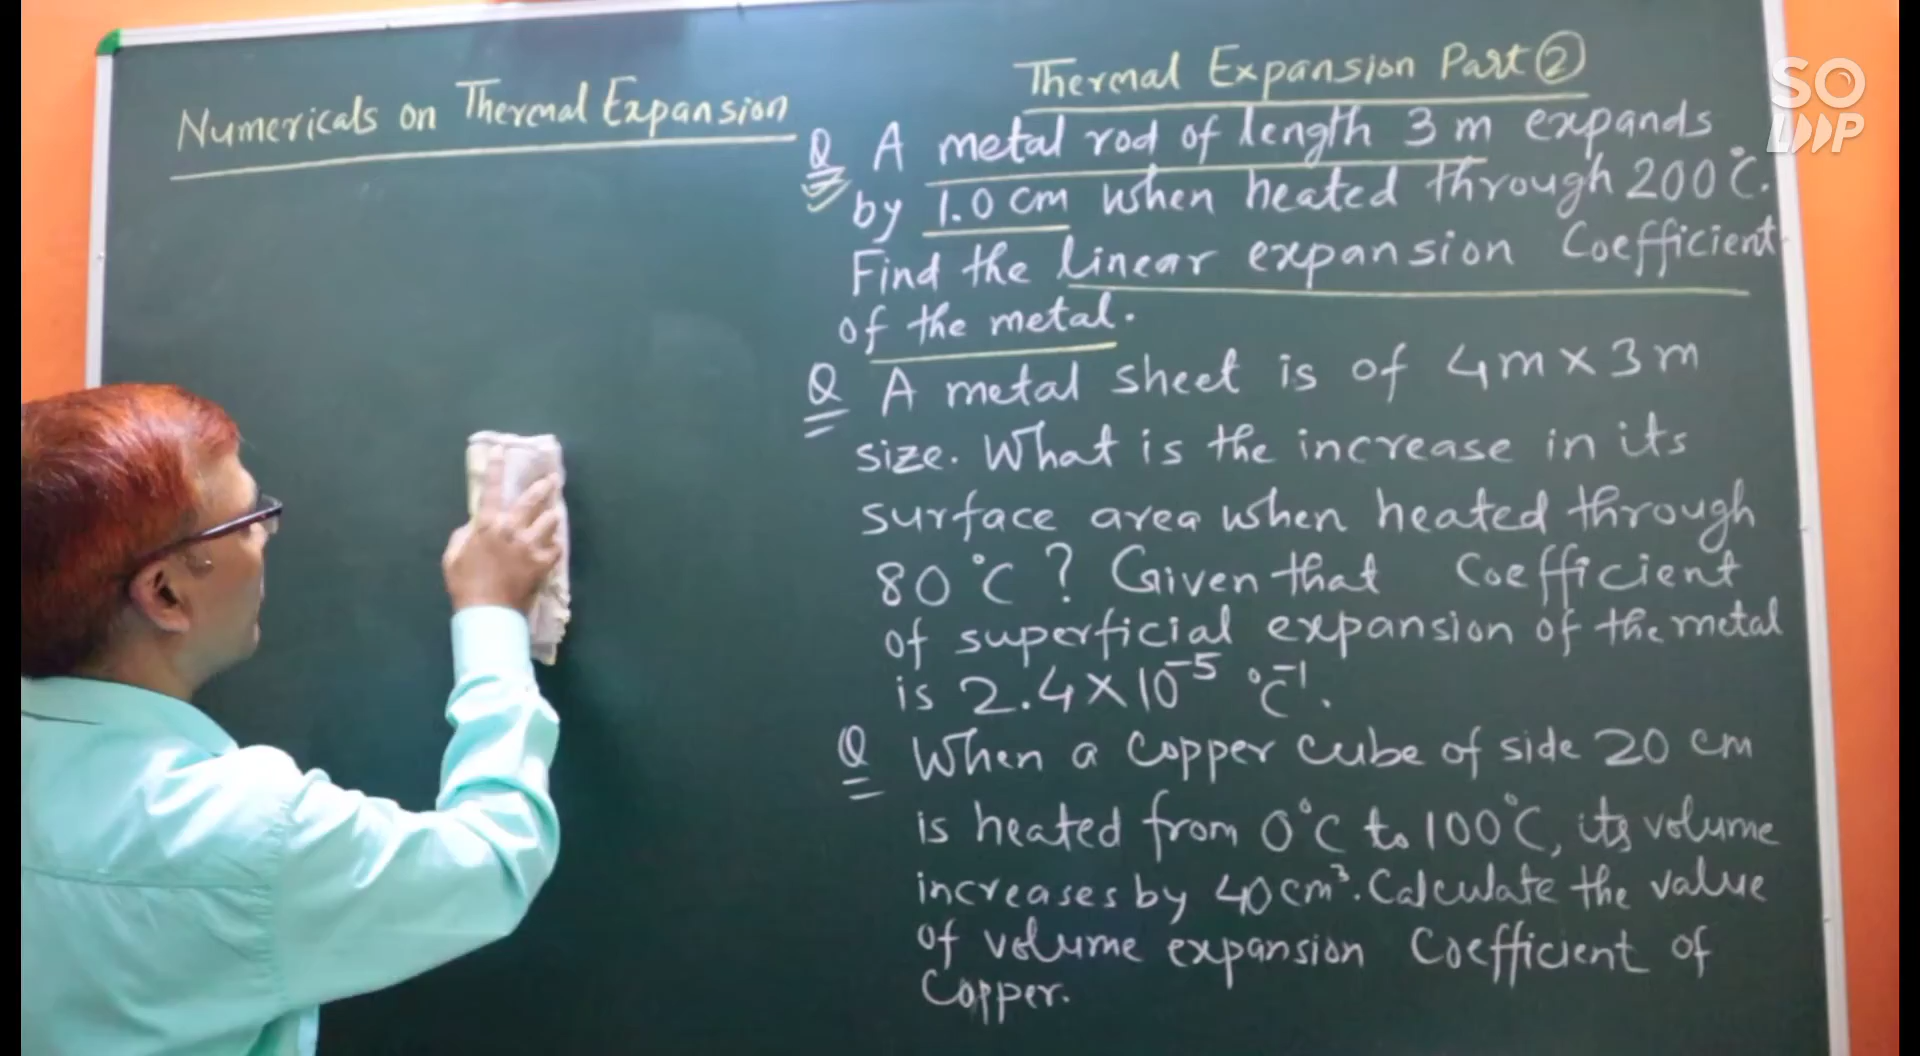 Numericals on Thermal Expansion
Thermal Expansion Part 2
Q A metal rod of length 3 m expands
by 1.0 cm when heated through 200°C.
Find the linear expansion Coefficient
of the metal.
Q A metal sheet is of 4m × 3m
size. What is the increase in its
surface area when heated through
80°C? Given that Coefficient
of superficial expansion of the metal
is 2.4×10⁻⁵ °C⁻¹.
Q When a Copper cube of side 20 cm
is heated from 0°C to 100°C, its volume
increases by 40cm³. Calculate the value
of volume expansion Coefficient of
Copper.
SO
LOOP